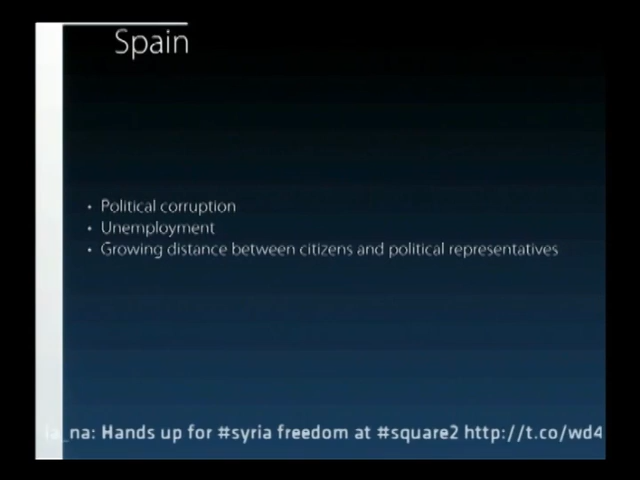 Spain
• Political corruption
• Unemployment
• Growing distance between citizens and political representatives
_na: Hands up for #syria freedom at #square2 http://t.co/wd4